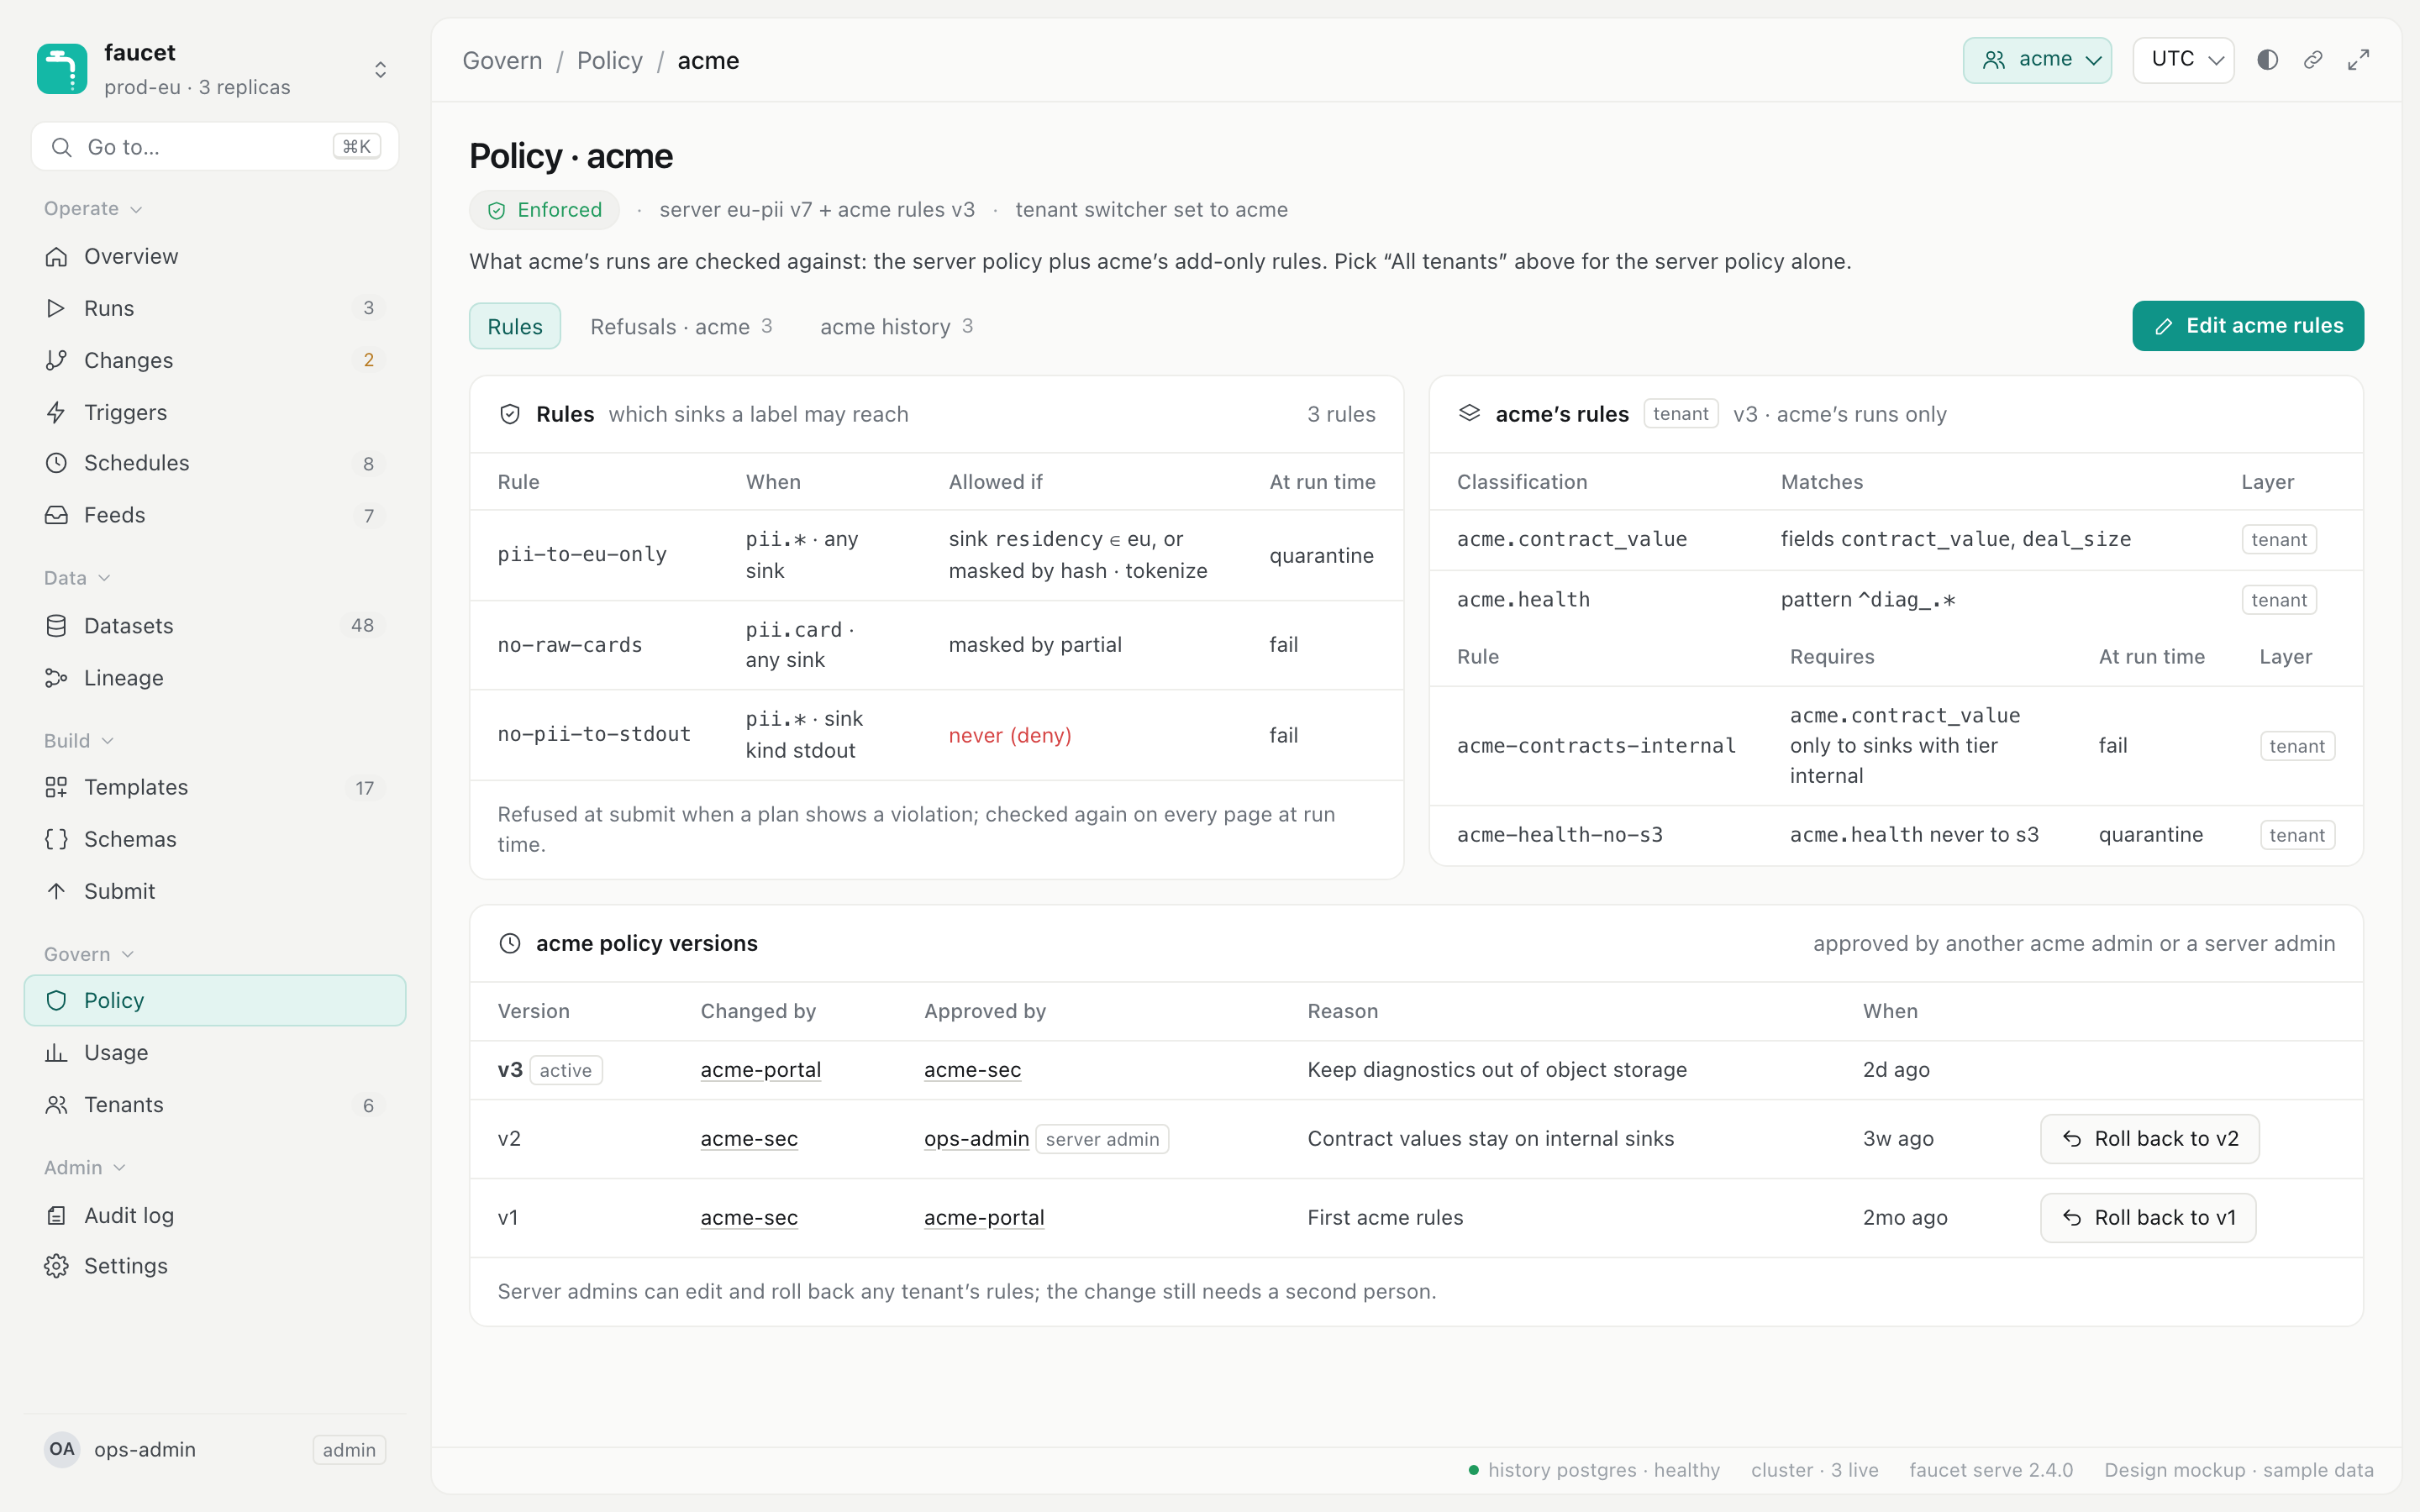 faucet
prod-eu · 3 replicas
Go to... ⌘K
Operate
Overview
Runs 3
Changes 2
Triggers
Schedules 8
Feeds 7
Data
Datasets 48
Lineage
Build
Templates 17
Schemas
Submit
Govern
Policy
Usage
Tenants 6
Admin
Audit log
Settings
OA ops-admin admin
Govern / Policy / acme
acme UTC
Policy · acme
Enforced · server eu-pii v7 + acme rules v3 · tenant switcher set to acme
What acme’s runs are checked against: the server policy plus acme’s add-only rules. Pick “All tenants” above for the server policy alone.
Rules Refusals · acme 3 acme history 3 Edit acme rules
Rules which sinks a label may reach 3 rules
Rule When Allowed if At run time
pii-to-eu-only pii.* · any sink sink residency ∈ eu, or masked by hash · tokenize quarantine
no-raw-cards pii.card · any sink masked by partial fail
no-pii-to-stdout pii.* · sink kind stdout never (deny) fail
Refused at submit when a plan shows a violation; checked again on every page at run
time.
acme’s rules tenant v3 · acme’s runs only
Classification Matches Layer
acme.contract_value fields contract_value, deal_size tenant
acme.health pattern ^diag_.* tenant
Rule Requires At run time Layer
acme-contracts-internal acme.contract_value only to sinks with tier internal fail tenant
acme-health-no-s3 acme.health never to s3 quarantine tenant
acme policy versions approved by another acme admin or a server admin
Version Changed by Approved by Reason When
v3 active acme-portal acme-sec Keep diagnostics out of object storage 2d ago
v2 acme-sec ops-admin server admin Contract values stay on internal sinks 3w ago Roll back to v2
v1 acme-sec acme-portal First acme rules 2mo ago Roll back to v1
Server admins can edit and roll back any tenant’s rules; the change still needs a second person.
history postgres · healthy cluster · 3 live faucet serve 2.4.0 Design mockup · sample data